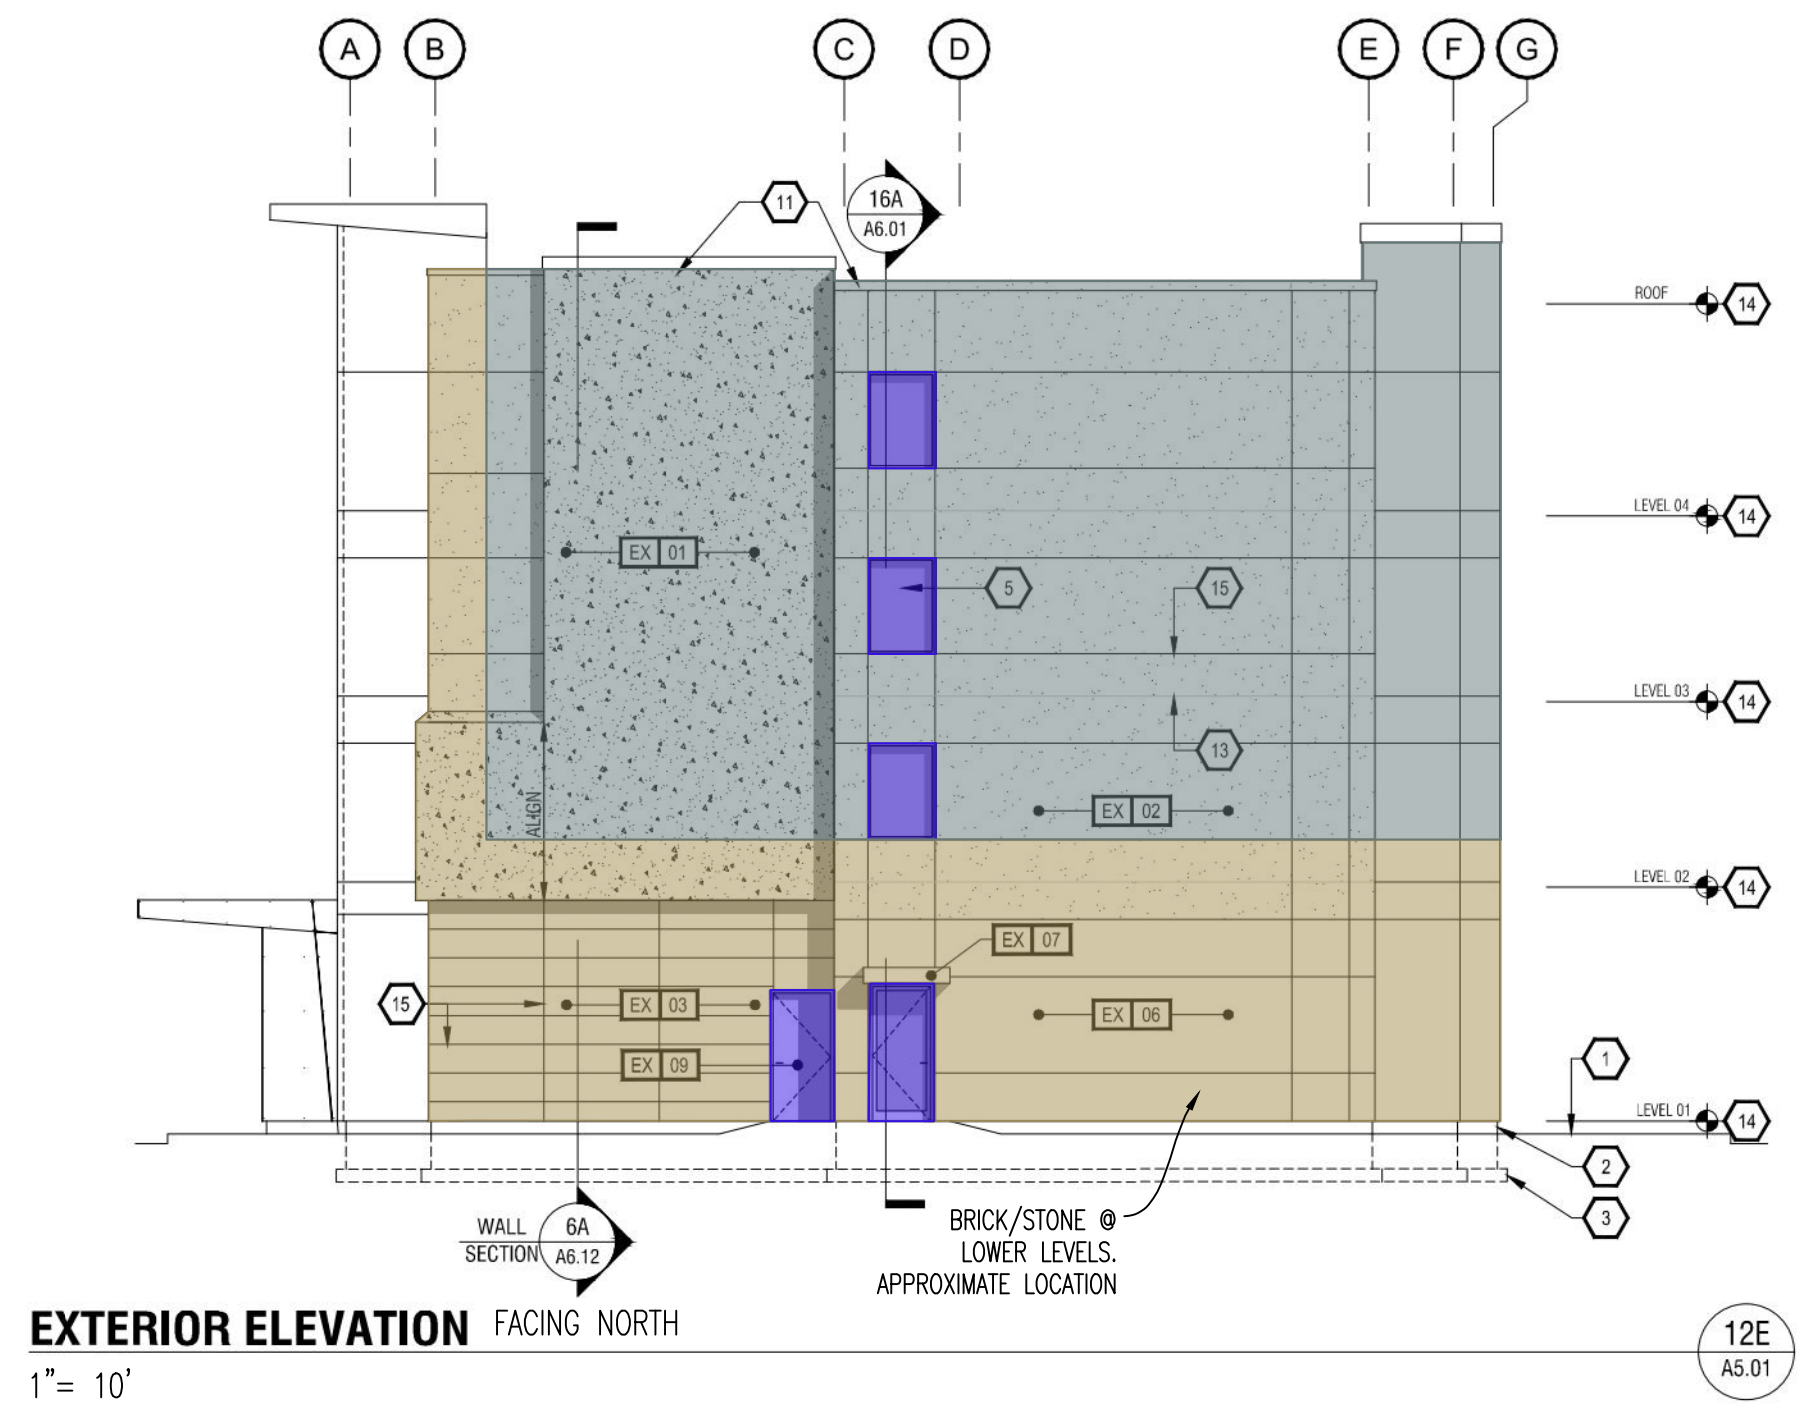 A B C D E F G
11
16A
A6.01
ROOF 14
LEVEL 04 14
EX 01
5
15
LEVEL 03 14
13
ALIGN
EX 02
LEVEL 02 14
EX 07
15
EX 03
EX 06
EX 09
1
LEVEL 01 14
2
3
WALL
SECTION
6A
A6.12
BRICK/STONE @
LOWER LEVELS.
APPROXIMATE LOCATION
EXTERIOR ELEVATION FACING NORTH
1"= 10'
12E
A5.01